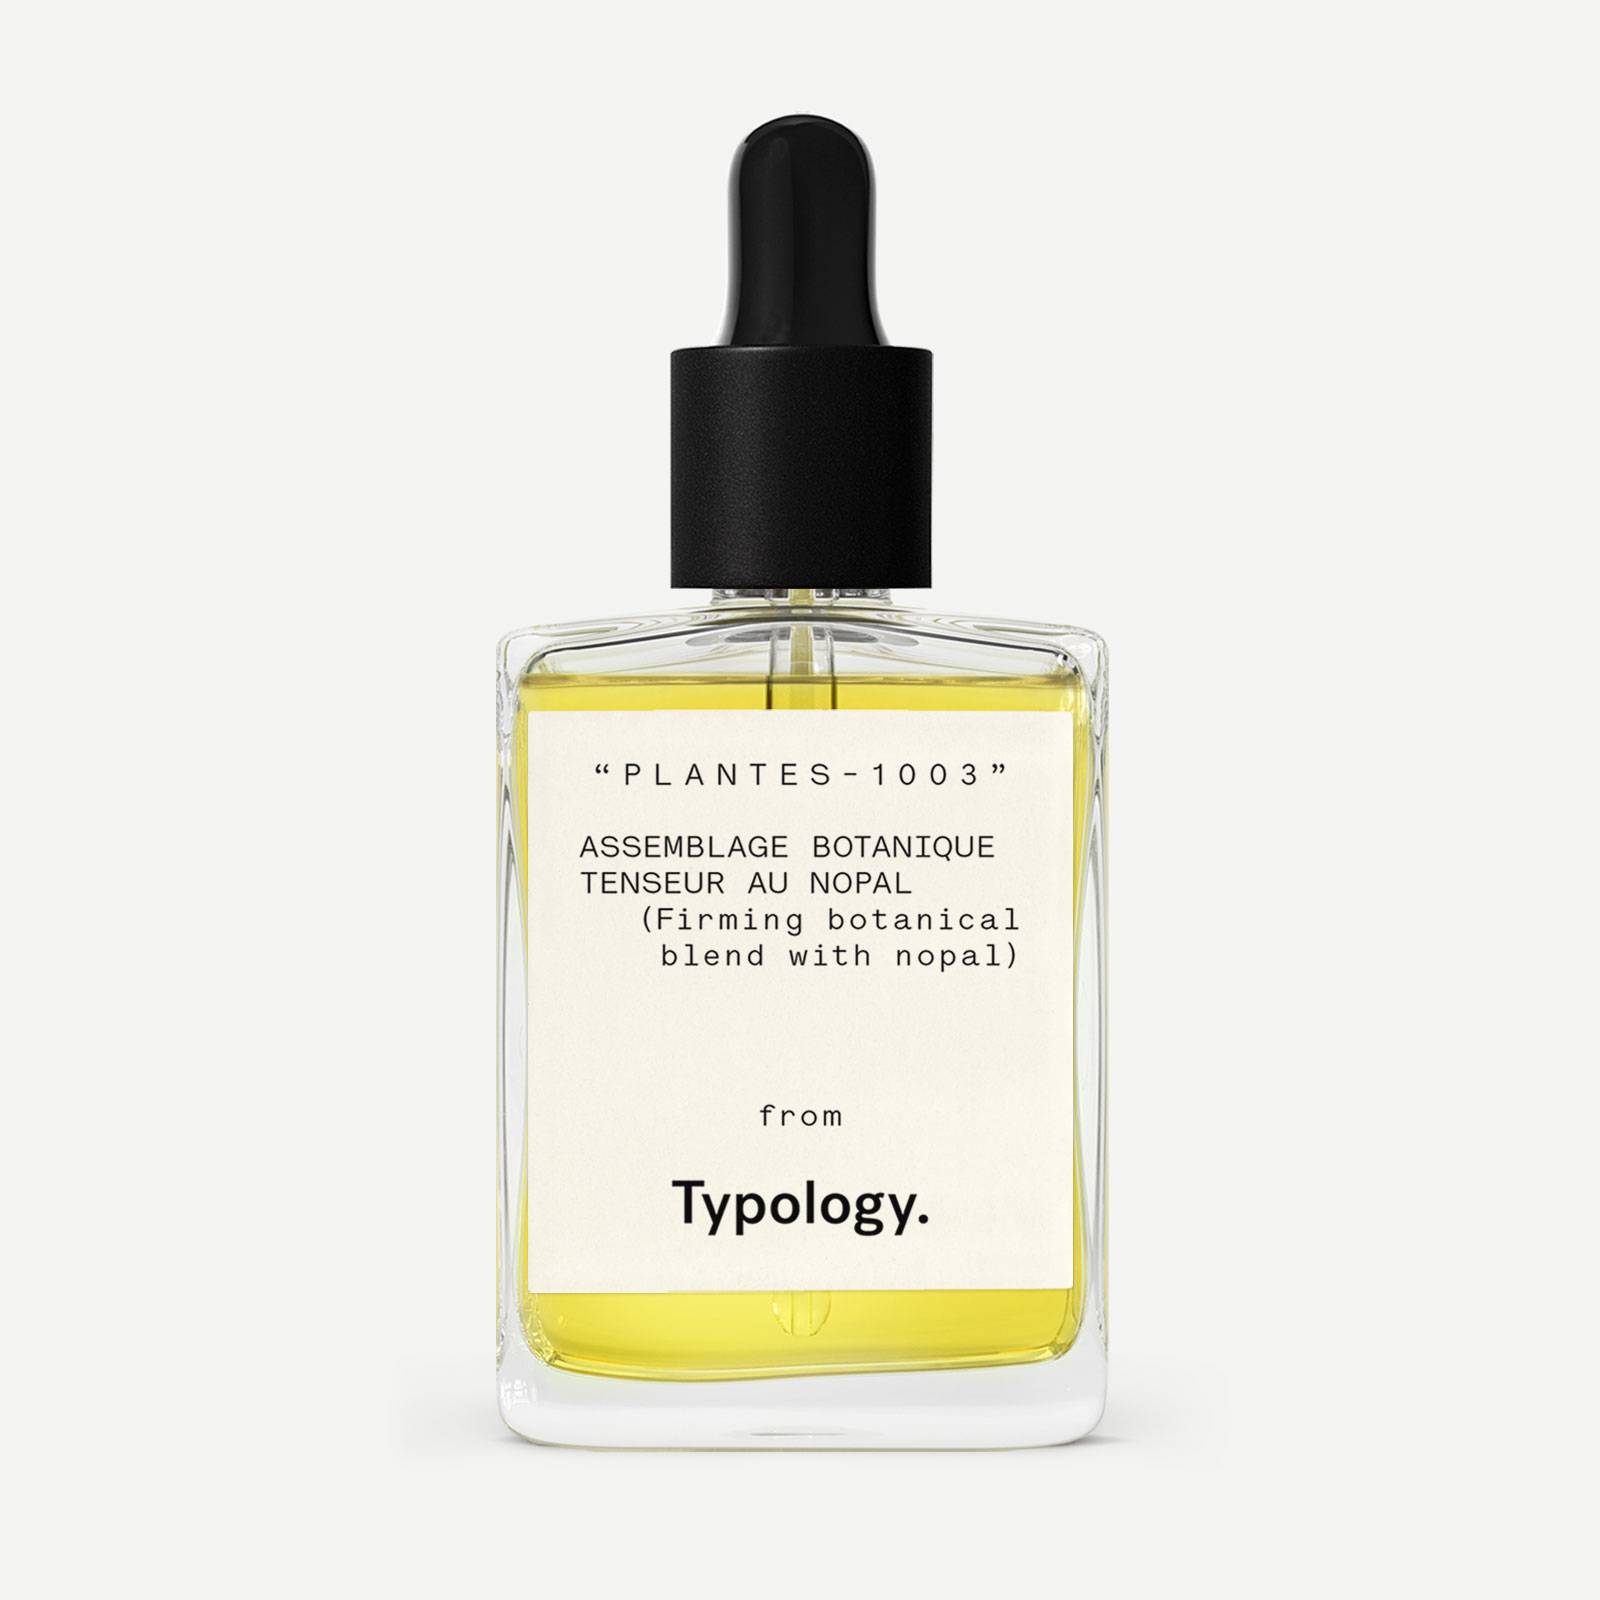 “PLANTES-1003”
ASSEMBLAGE BOTANIQUE
TENSEUR AU NOPAL
(Firming botanical
blend with nopal)
from
Typology.